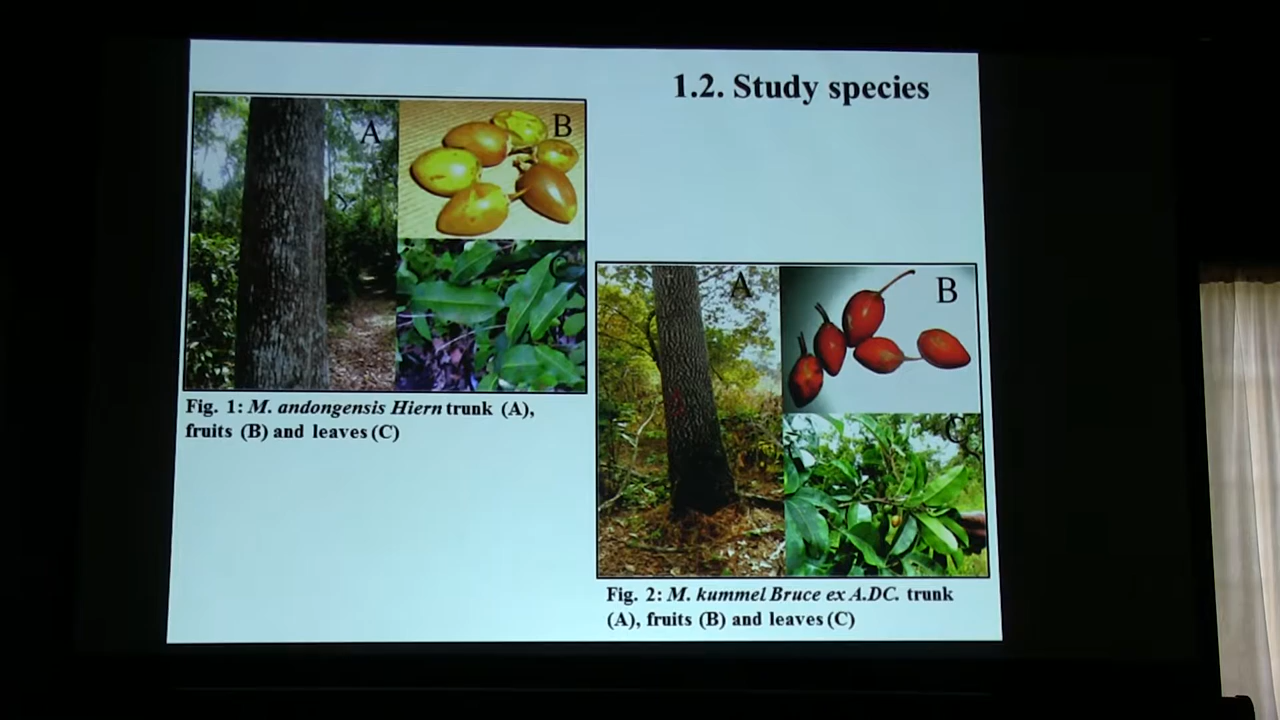 1.2. Study species
A
B
C
Fig. 1: M. andongensis Hiern trunk (A),
fruits (B) and leaves (C)
A
B
C
Fig. 2: M. kummel Bruce ex A.DC. trunk
(A), fruits (B) and leaves (C)